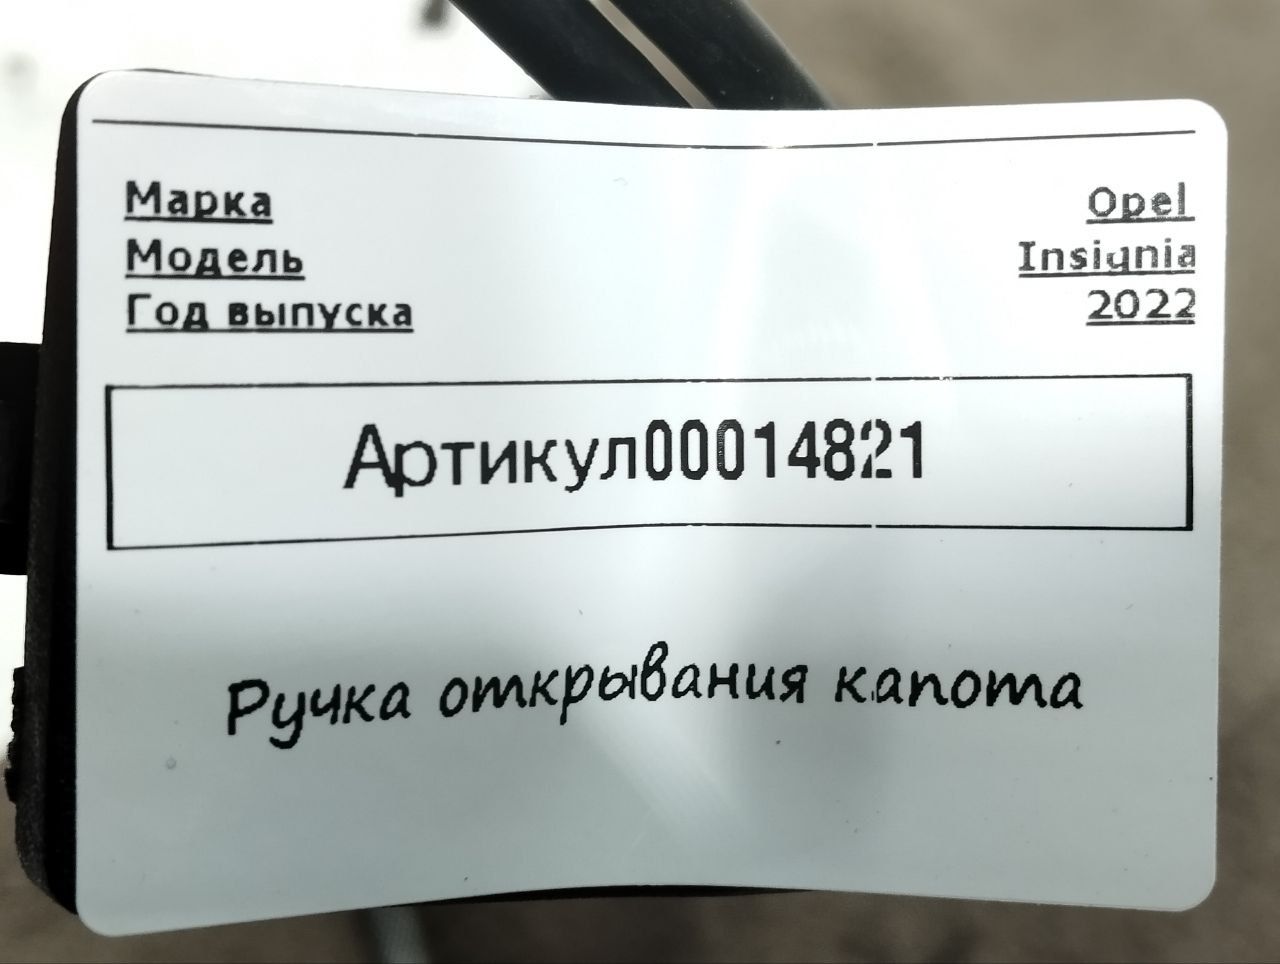 Марка Opel
Модель Insignia
Год выпуска 2022
Артикул00014821
Ручка открывания капота